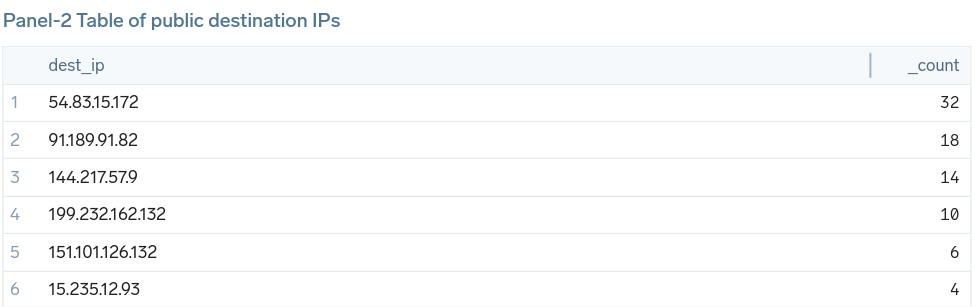 Panel-2 Table of public destination IPs
dest_ip _count
1 54.83.15.172 32
2 91.189.91.82 18
3 144.217.57.9 14
4 199.232.162.132 10
5 151.101.126.132 6
6 15.235.12.93 4